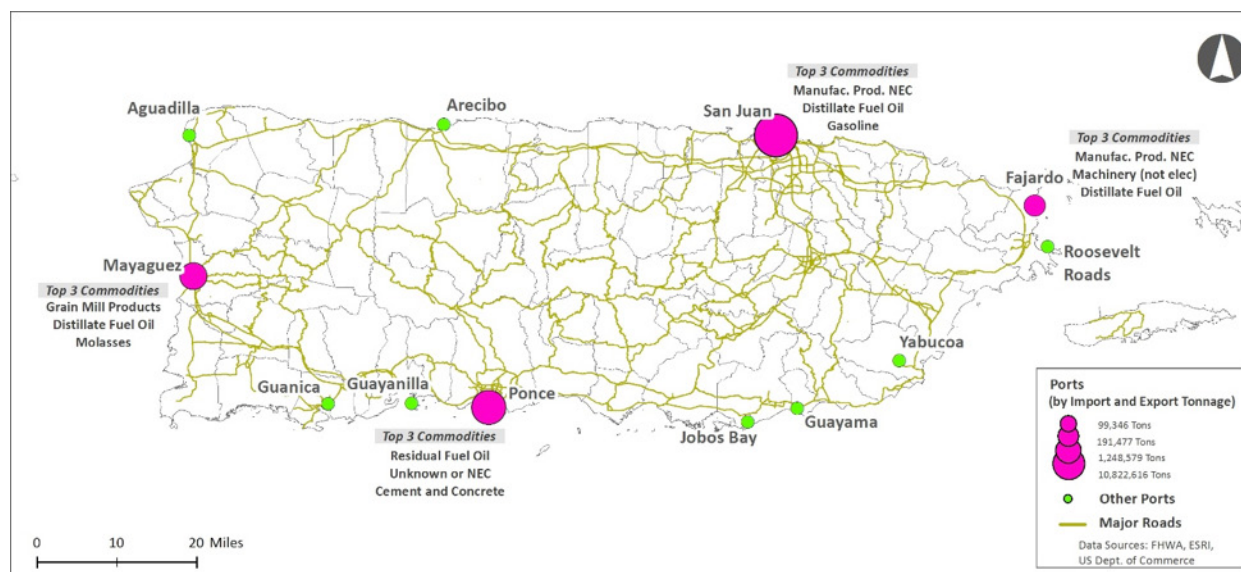 Top 3 Commodities
Manufac. Prod. NEC
Distillate Fuel Oil
Gasoline
San Juan
Aguadilla
Arecibo
Top 3 Commodities
Manufac. Prod. NEC
Machinery (not elec)
Distillate Fuel Oil
Fajardo
Roosevelt
Roads
Mayaguez
Top 3 Commodities
Grain Mill Products
Distillate Fuel Oil
Molasses
Yabucoa
Guanica
Guayanilla
Ponce
Jobos Bay
Guayama
Top 3 Commodities
Residual Fuel Oil
Unknown or NEC
Cement and Concrete
Ports
(by Import and Export Tonnage)
99,346 Tons
191,477 Tons
1,248,579 Tons
10,822,616 Tons
Other Ports
Major Roads
Data Sources: FHWA, ESRI,
US Dept. of Commerce
0 10 20 Miles